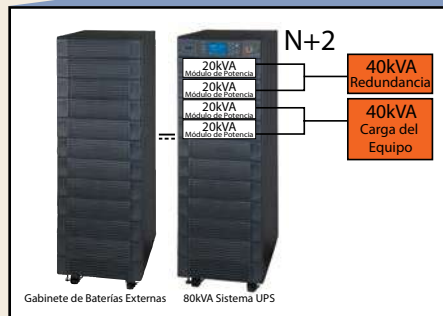 N+2
20kVA
Módulo de Potencia
20kVA
Módulo de Potencia
20kVA
Módulo de Potencia
20kVA
Módulo de Potencia
40kVA
Redundancia
40kVA
Carga del
Equipo
Gabinete de Baterías Externas
80kVA Sistema UPS